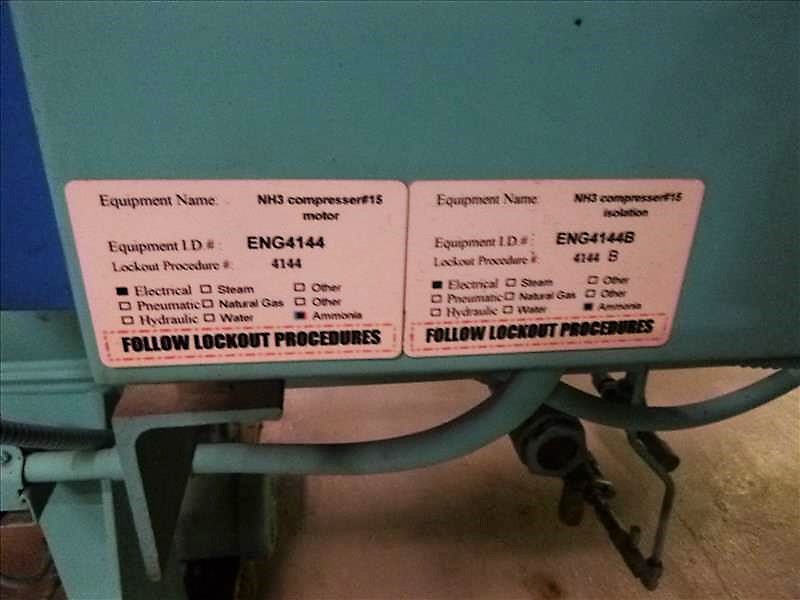 Equipment Name: NH3 compresser#15
motor
Equipment I.D.# : ENG4144
Lockout Procedure #: 4144
■ Electrical □ Steam □ Other
□ Pneumatic □ Natural Gas □ Other
□ Hydraulic □ Water ■ Ammonia
FOLLOW LOCKOUT PROCEDURES
Equipment Name: NH3 compresser#15
isolation
Equipment I.D.# : ENG4144B
Lockout Procedure #: 4144 B
■ Electrical □ Steam □ Other
□ Pneumatic □ Natural Gas □ Other
□ Hydraulic □ Water ■ Ammonia
FOLLOW LOCKOUT PROCEDURES